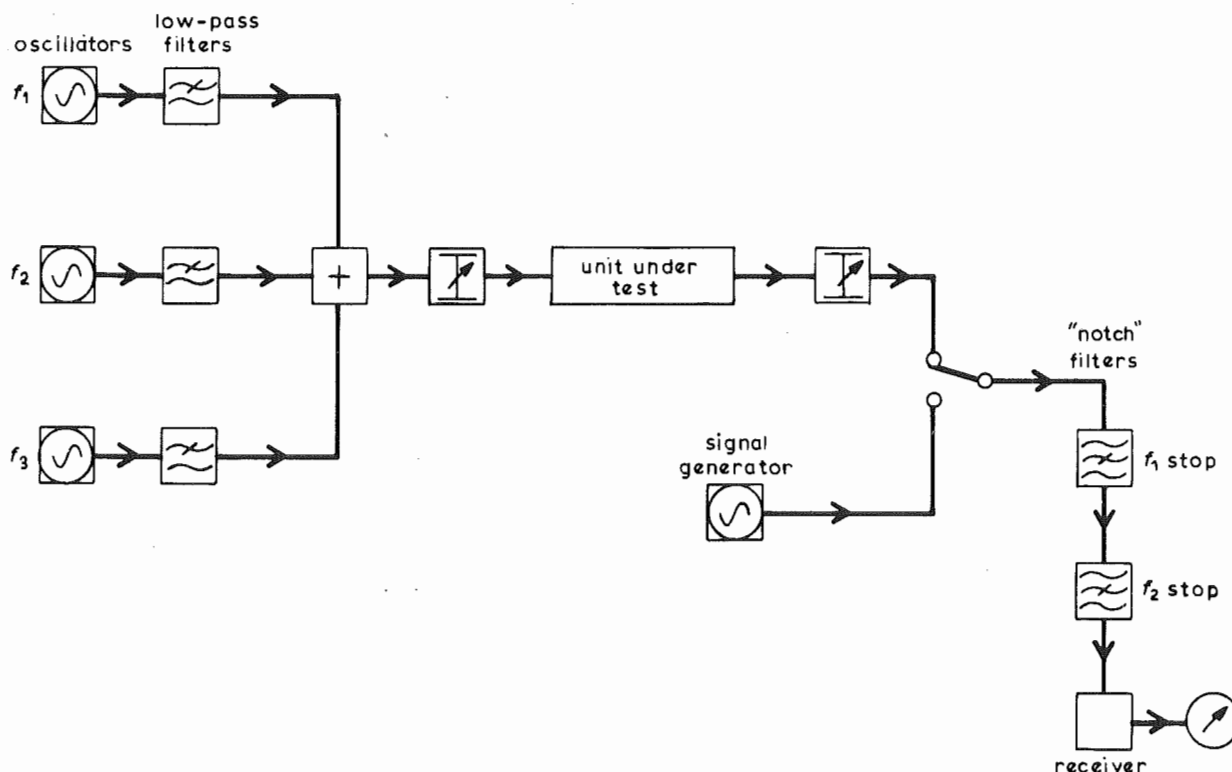 oscillators
low-pass
filters
f1
f2
+
unit under
test
"notch"
filters
f3
signal
generator
f1 stop
f2 stop
receiver